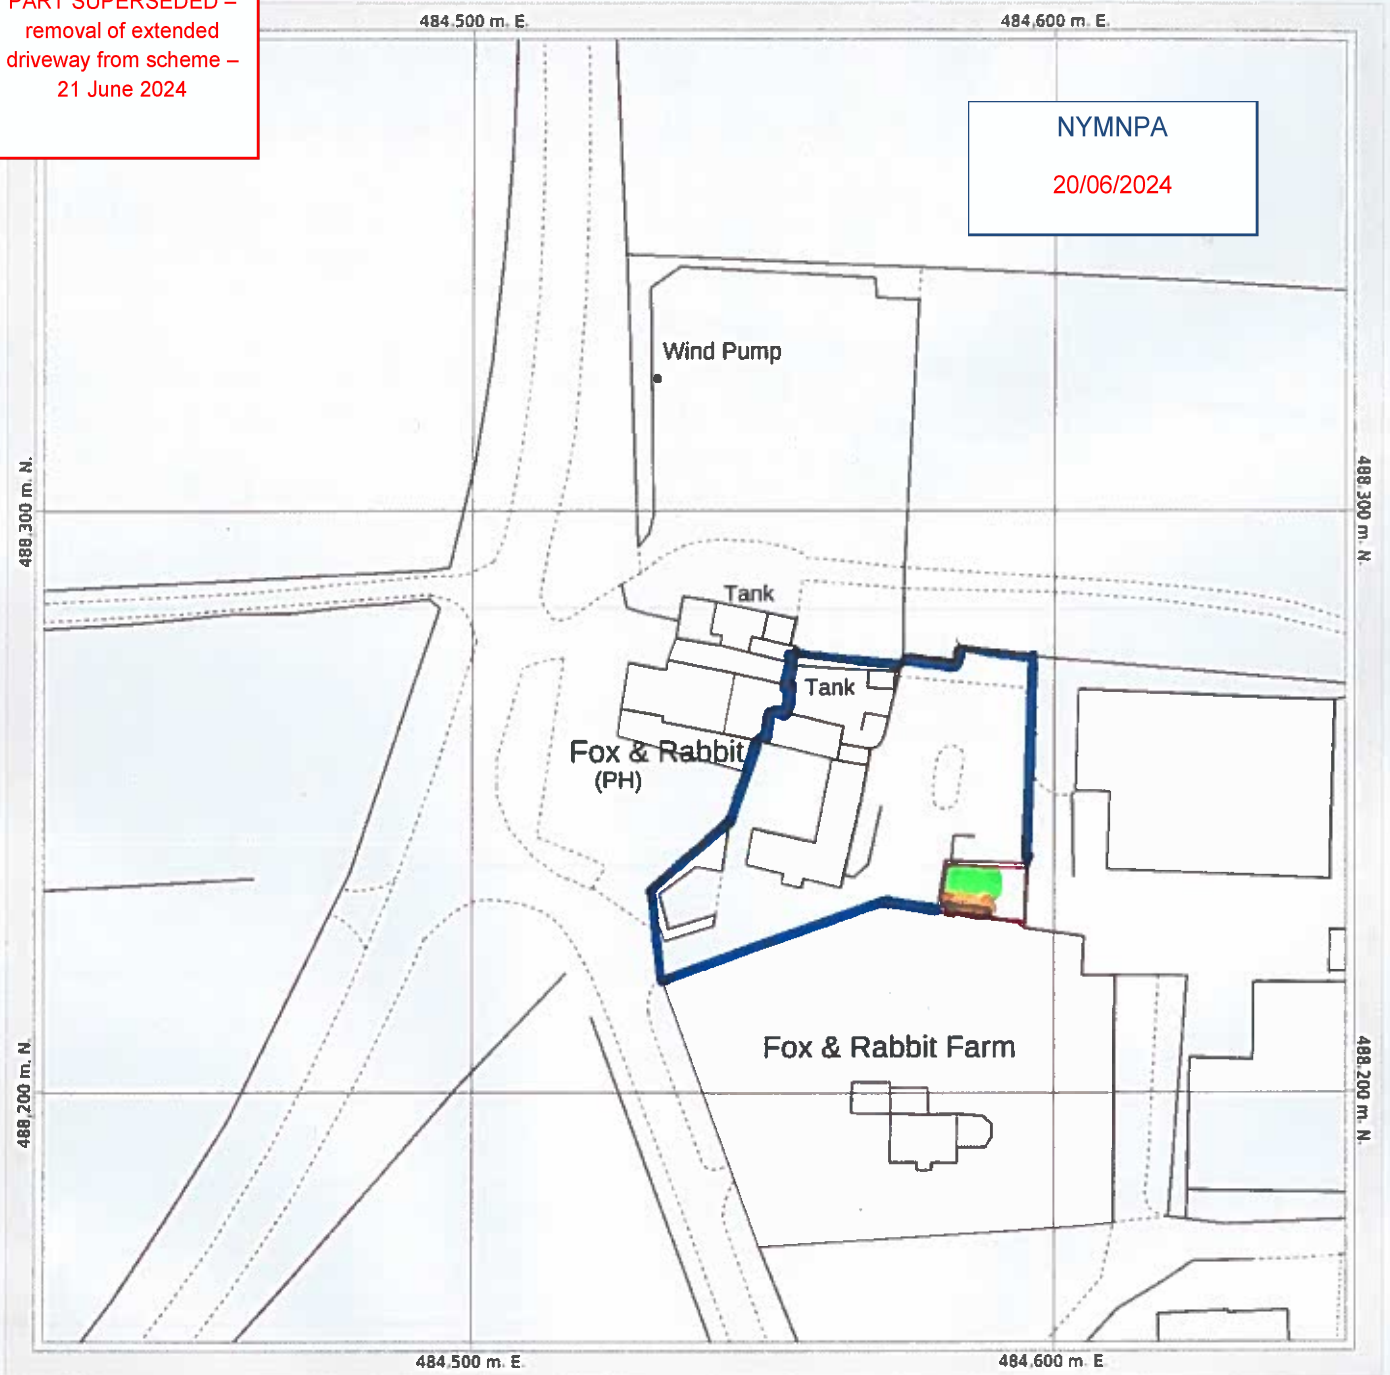 PART SUPERSEDED –
removal of extended
driveway from scheme –
21 June 2024
484,500 m. E.
484,600 m. E.
NYMNPA
20/06/2024
Wind Pump
488,300 m. N.
488,300 m. N.
Tank
Tank
Fox & Rabbit
(PH)
Fox & Rabbit Farm
488,200 m. N.
488,200 m. N
484,500 m. E
484,600 m. E.